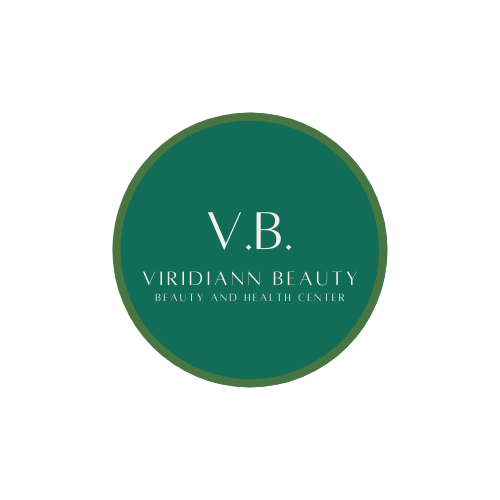 V.B.
VIRIDIANN BEAUTY
BEAUTY AND HEALTH CENTER